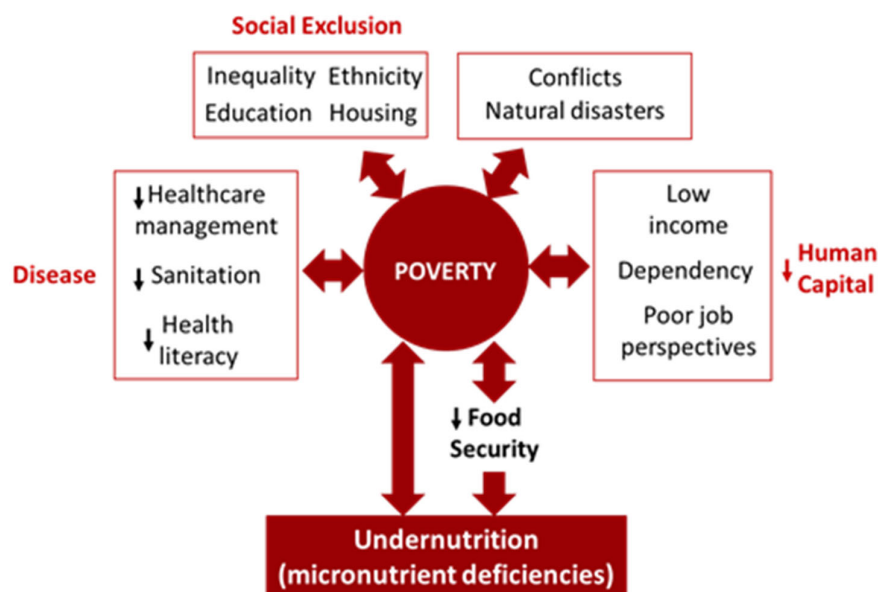 Social Exclusion
Inequality Ethnicity
Education Housing
Conflicts
Natural disasters
↓Healthcare
management
↓ Sanitation
↓ Health
literacy
Disease
POVERTY
Low
income
Dependency
Poor job
perspectives
↓ Human
Capital
↓ Food
Security
Undernutrition
(micronutrient deficiencies)